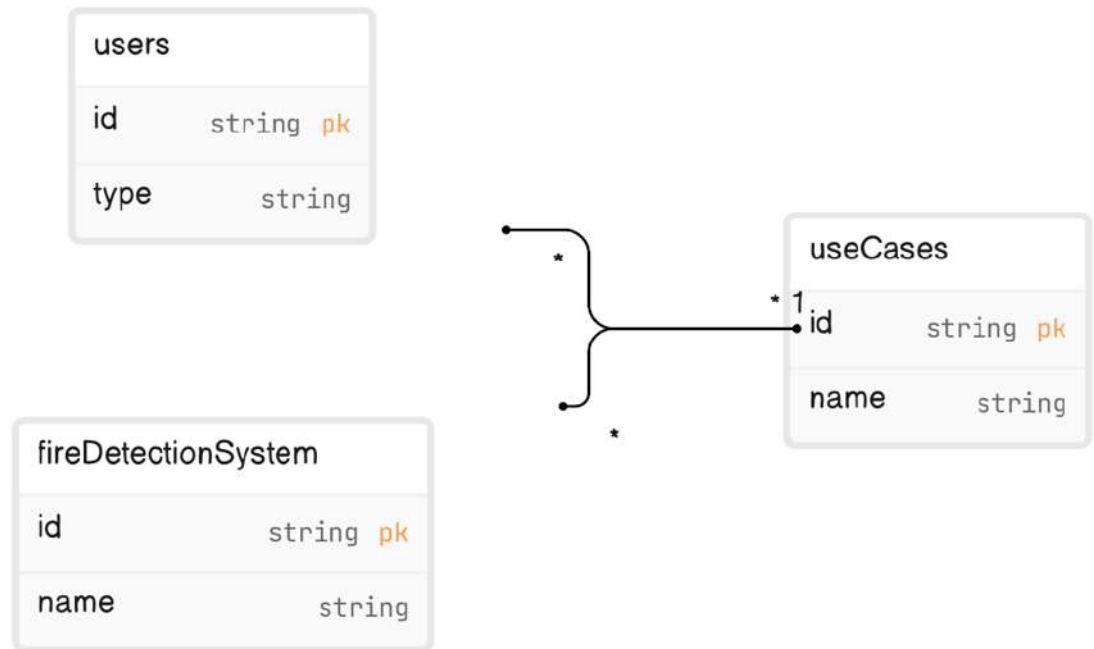 users
id string pk
type string
*
useCases
* 1
id string pk
name string
*
fireDetectionSystem
id string pk
name string